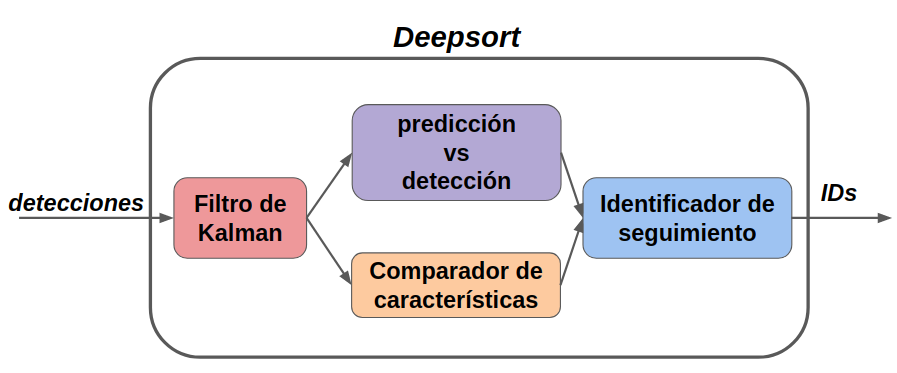 Deepsort
detecciones
Filtro de
Kalman
predicción
vs
detección
Comparador de
características
Identificador de
seguimiento
IDs